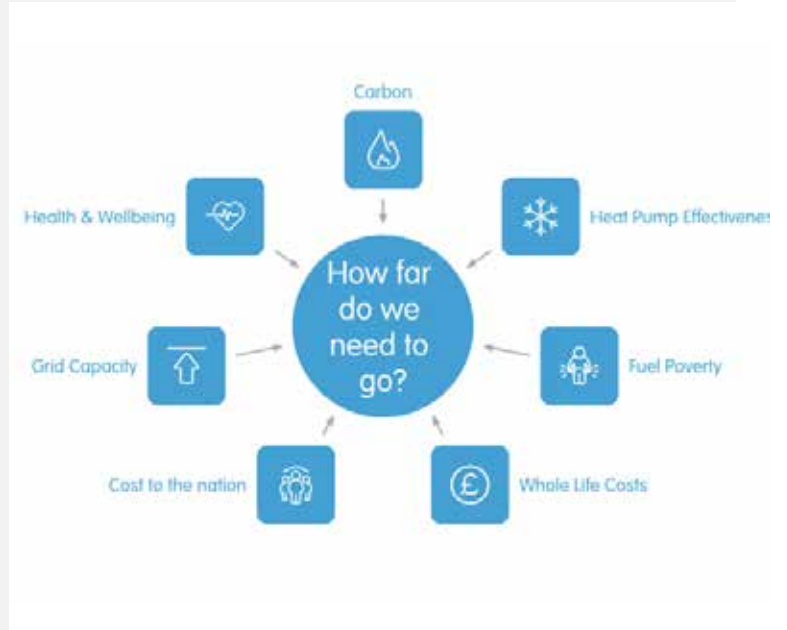 Carbon
Health & Wellbeing
Heat Pump Effectivenes
How far
do we
need to
go?
Grid Capacity
Fuel Poverty
Cost to the nation
Whole Life Costs
£